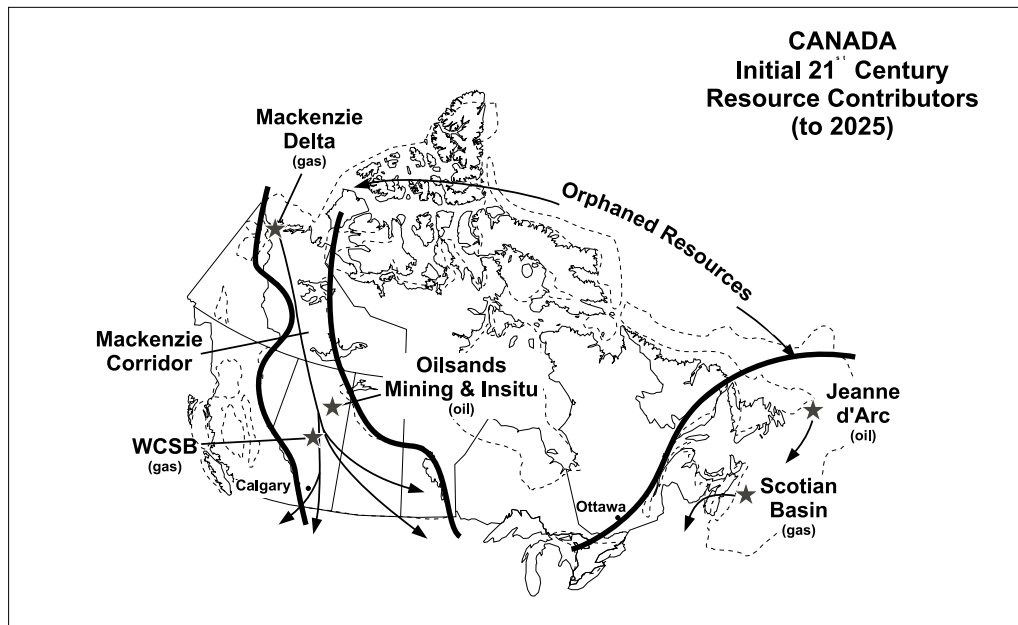 CANADA
Initial 21st Century
Resource Contributors
(to 2025)
Mackenzie
Delta
(gas)
Orphaned Resources
Mackenzie
Corridor
Oilsands
Mining & Insitu
(oil)
WCSB
(gas)
Calgary
Ottawa
Jeanne
d'Arc
(oil)
Scotian
Basin
(gas)